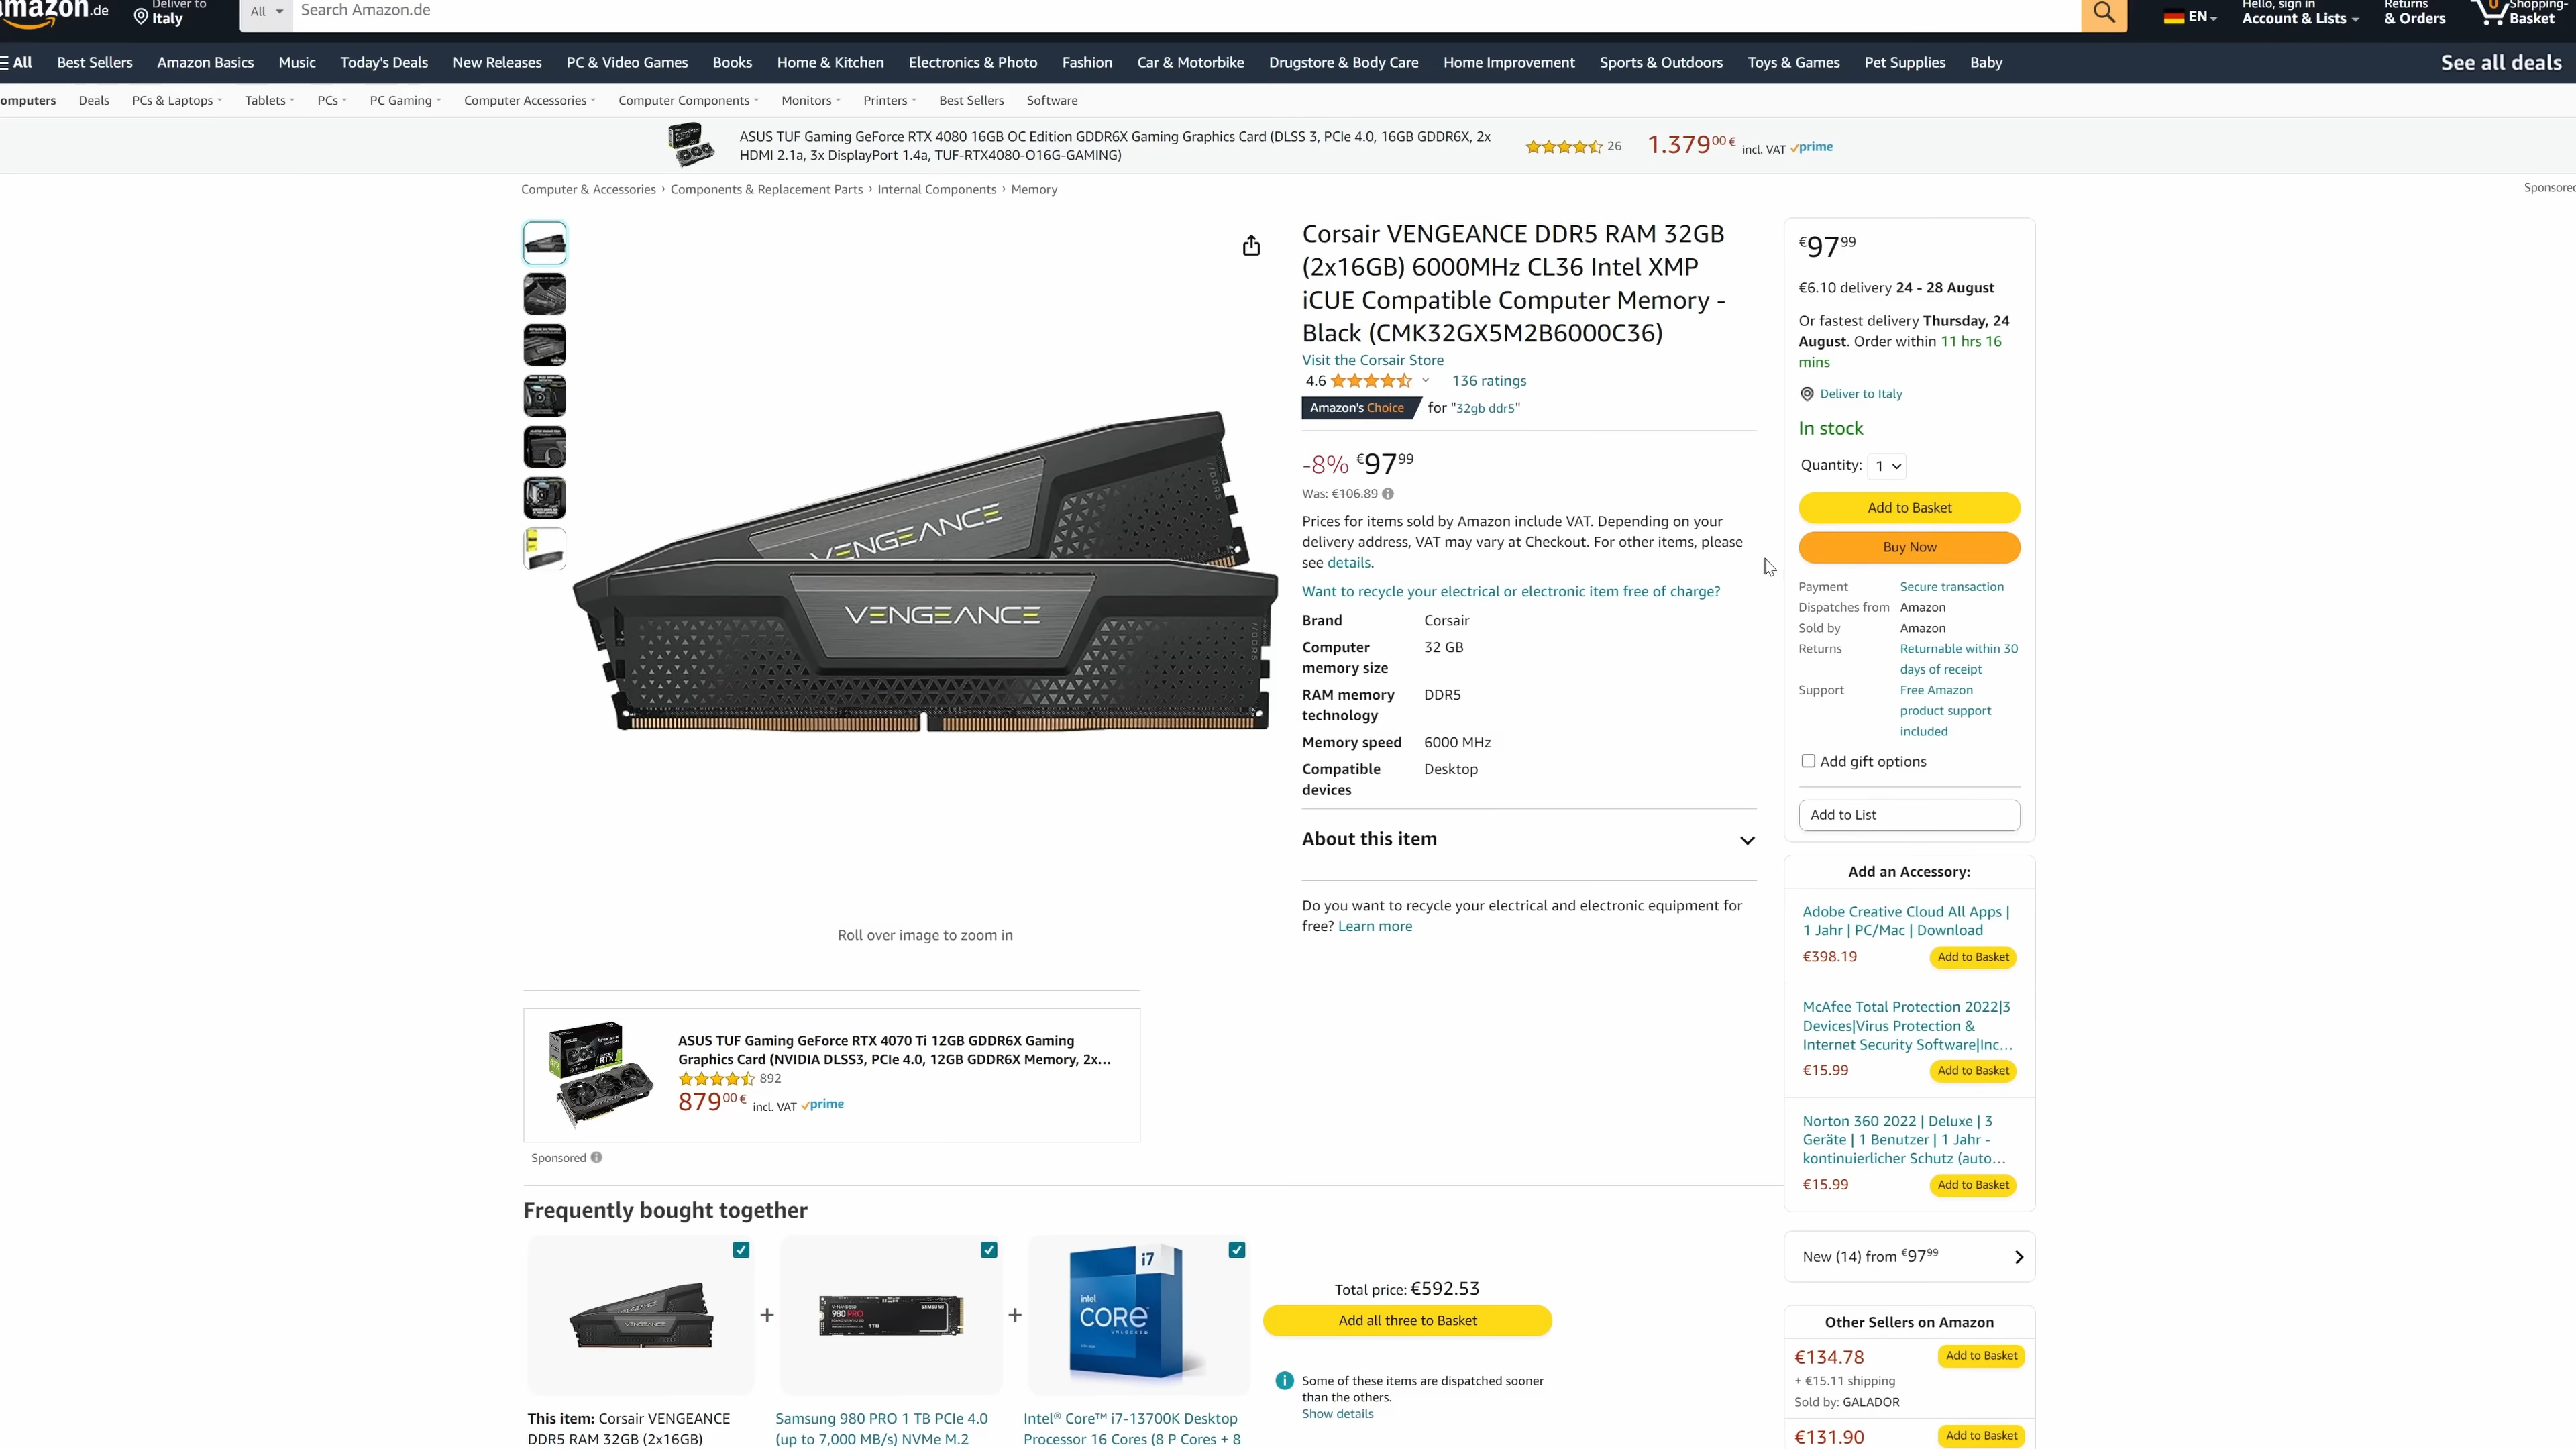 amazon.de
Deliver to
Italy
All
Search Amazon.de
EN
Hello, sign in
Account & Lists
Returns
& Orders
0
Shopping-
Basket
All
Best Sellers
Amazon Basics
Music
Today's Deals
New Releases
PC & Video Games
Books
Home & Kitchen
Electronics & Photo
Fashion
Car & Motorbike
Drugstore & Body Care
Home Improvement
Sports & Outdoors
Toys & Games
Pet Supplies
Baby
See all deals
omputers
Deals
PCs & Laptops
Tablets
PCs
PC Gaming
Computer Accessories
Computer Components
Monitors
Printers
Best Sellers
Software
ASUS TUF Gaming GeForce RTX 4080 16GB OC Edition GDDR6X Gaming Graphics Card (DLSS 3, PCIe 4.0, 16GB GDDR6X, 2x
HDMI 2.1a, 3x DisplayPort 1.4a, TUF-RTX4080-O16G-GAMING)
26
1.37900 € incl. VAT prime
Computer & Accessories › Components & Replacement Parts › Internal Components › Memory
Sponsored
VENGEANCE
VENGEANCE
DDR5
Roll over image to zoom in
Corsair VENGEANCE DDR5 RAM 32GB
(2x16GB) 6000MHz CL36 Intel XMP
iCUE Compatible Computer Memory -
Black (CMK32GX5M2B6000C36)
Visit the Corsair Store
4.6
136 ratings
Amazon's Choice for "32gb ddr5"
-8% €9799
Was: €106.89
Prices for items sold by Amazon include VAT. Depending on your
delivery address, VAT may vary at Checkout. For other items, please
see details.
Want to recycle your electrical or electronic item free of charge?
Brand Corsair
Computer
memory size
32 GB
RAM memory
technology
DDR5
Memory speed 6000 MHz
Compatible
devices
Desktop
About this item
Do you want to recycle your electrical and electronic equipment for
free? Learn more
€9799
€6.10 delivery 24 - 28 August
Or fastest delivery Thursday, 24
August. Order within 11 hrs 16
mins
Deliver to Italy
In stock
Quantity: 1
Add to Basket
Buy Now
Payment Secure transaction
Dispatches from Amazon
Sold by Amazon
Returns Returnable within 30
days of receipt
Support Free Amazon
product support
included
Add gift options
Add to List
Add an Accessory:
Adobe Creative Cloud All Apps |
1 Jahr | PC/Mac | Download
€398.19 Add to Basket
McAfee Total Protection 2022|3
Devices|Virus Protection &
Internet Security Software|Inc...
€15.99 Add to Basket
Norton 360 2022 | Deluxe | 3
Geräte | 1 Benutzer | 1 Jahr -
kontinuierlicher Schutz (auto...
€15.99 Add to Basket
New (14) from €9799
Other Sellers on Amazon
€134.78 Add to Basket
+ €15.11 shipping
Sold by: GALADOR
€131.90 Add to Basket
ASUS TUF Gaming GeForce RTX 4070 Ti 12GB GDDR6X Gaming
Graphics Card (NVIDIA DLSS3, PCIe 4.0, 12GB GDDR6X Memory, 2x...
892
87900 € incl. VAT prime
Sponsored
Frequently bought together
VENGEANCE
+
980 PRO
SAMSUNG
1TB
+
i7
intel
CORE
UNLOCKED
Total price: €592.53
Add all three to Basket
Some of these items are dispatched sooner
than the others.
Show details
This item: Corsair VENGEANCE
DDR5 RAM 32GB (2x16GB)
Samsung 980 PRO 1 TB PCIe 4.0
(up to 7,000 MB/s) NVMe M.2
Intel® Core™ i7-13700K Desktop
Processor 16 Cores (8 P Cores + 8